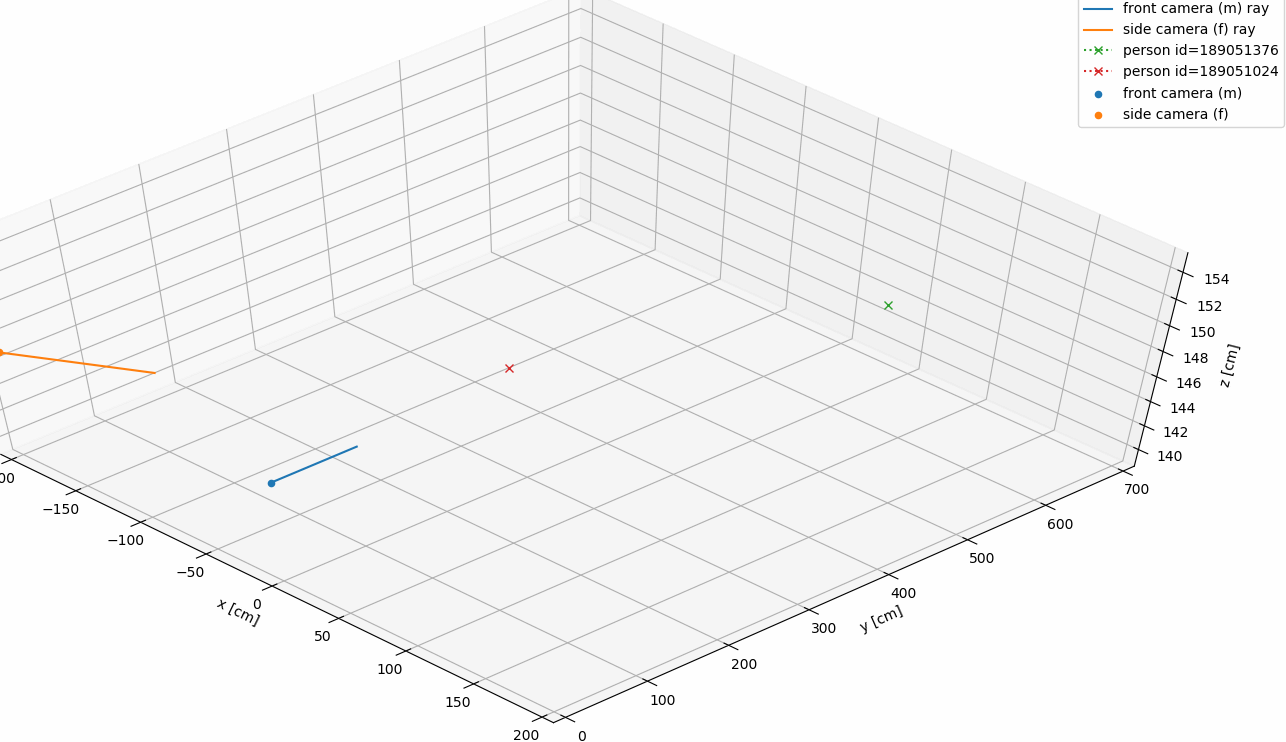 front camera (m) ray
side camera (f) ray
person id=189051376
person id=189051024
front camera (m)
side camera (f)
154
152
150
148
146
144
142
140
z [cm]
700
600
500
400
300
200
100
0
y [cm]
00
−150
−100
−50
0
50
100
150
200
x [cm]